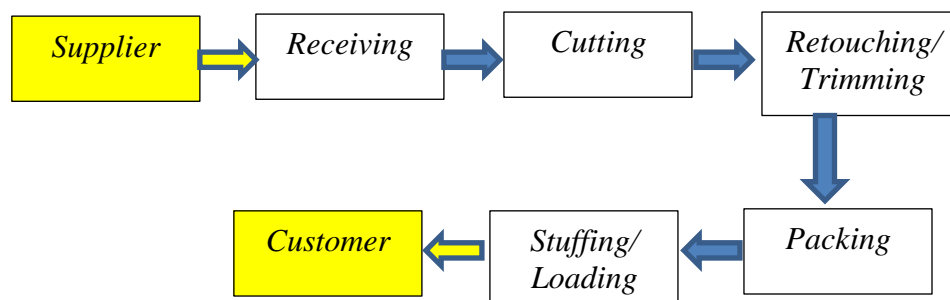 Supplier
Receiving
Cutting
Retouching/
Trimming
Packing
Stuffing/
Loading
Customer